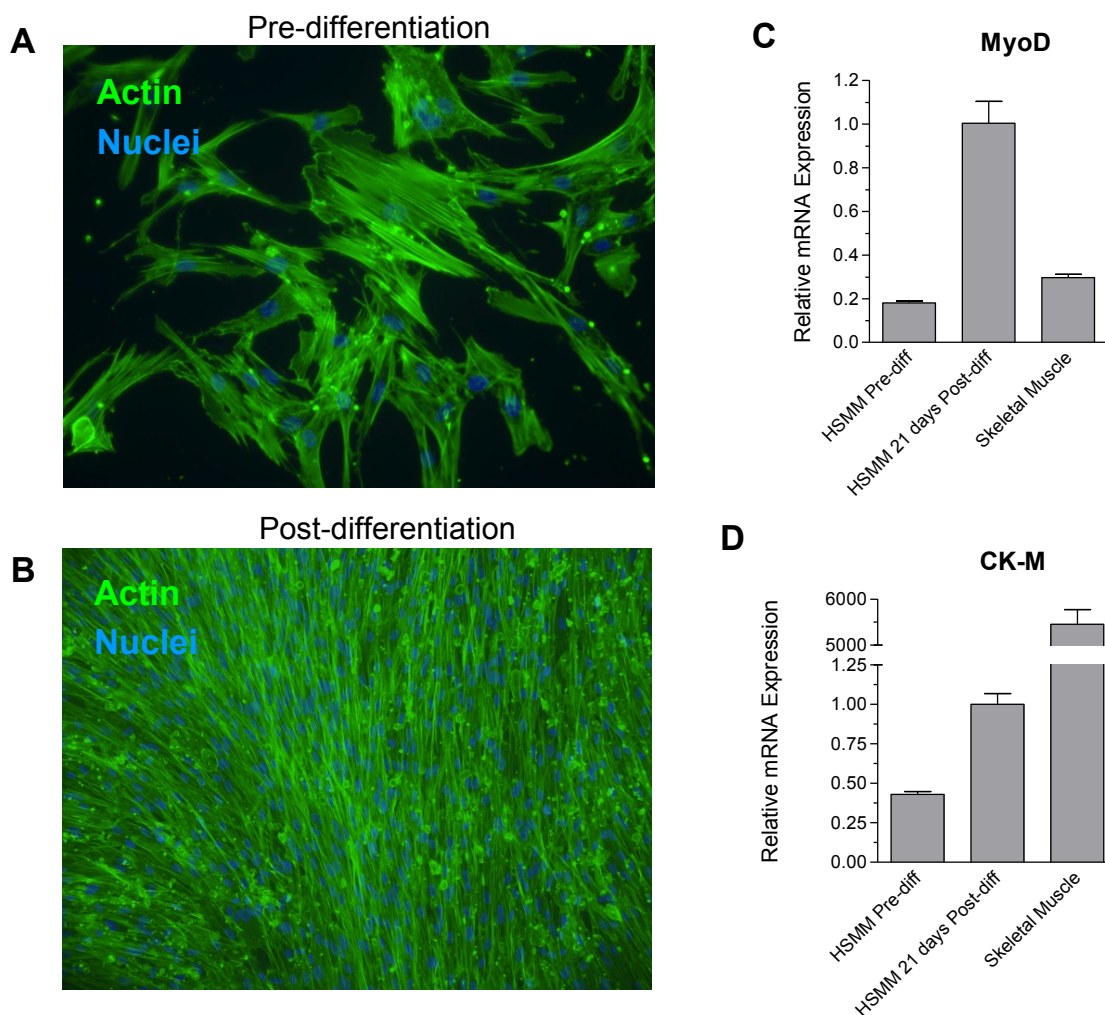 A
Pre-differentiation
Actin
Nuclei
B
Post-differentiation
Actin
Nuclei
C
MyoD
Relative mRNA Expression
1.2
1.0
0.8
0.6
0.4
0.2
0.0
HSMM Pre-diff
HSMM 21 days Post-diff
Skeletal Muscle
D
CK-M
Relative mRNA Expression
6000
5000
1.25
1.00
0.75
0.50
0.25
0.00
HSMM Pre-diff
HSMM 21 days Post-diff
Skeletal Muscle